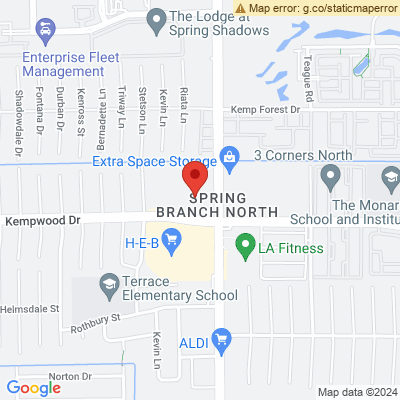 Map error: g.co/staticmaperror
The Lodge at
Spring Shadows
Enterprise Fleet
Management
Teague Rd
Shadowdale Dr
Fontana Dr
Durban Dr
Kemoss St
Bernadette Ln
Triway Ln
Stetson Ln
Kevin Ln
Riata Ln
Kemp Forest Dr
Extra Space Storage
3 Corners North
SPRING
BRANCH NORTH
The Monar
School and Institu
Kempwood Dr
H-E-B
LA Fitness
Terrace
Elementary School
Helmsdale St
Rothbury St
Kevin Ln
ALDI
Norton Dr
Google
Map data ©2024